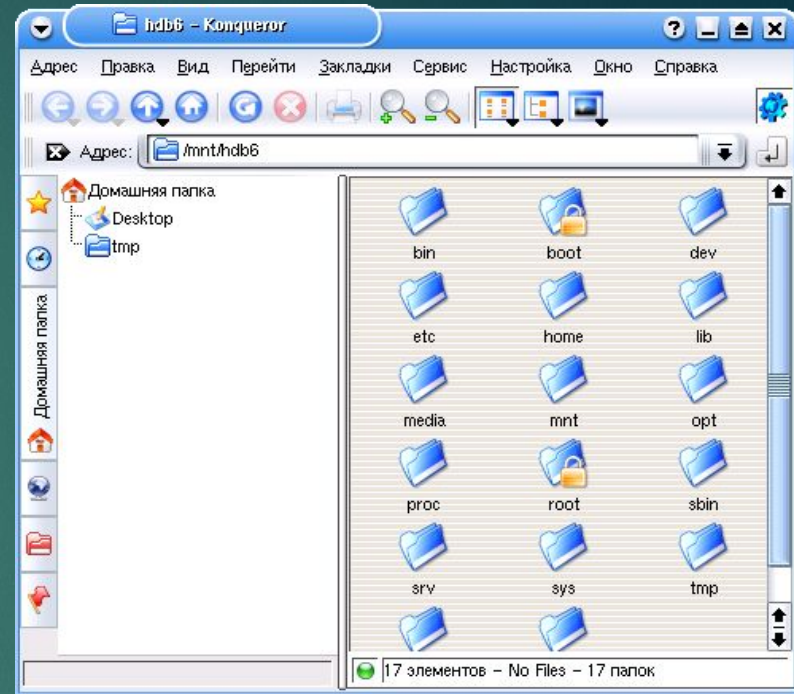 hdb6 – Konqueror
Адрес Правка Вид Перейти Закладки Сервис Настройка Окно Справка
Адрес: /mnt/hdb6
Домашняя папка
Desktop
tmp
Домашняя папка
bin boot dev
etc home lib
media mnt opt
proc root sbin
srv sys tmp
17 элементов – No Files – 17 папок